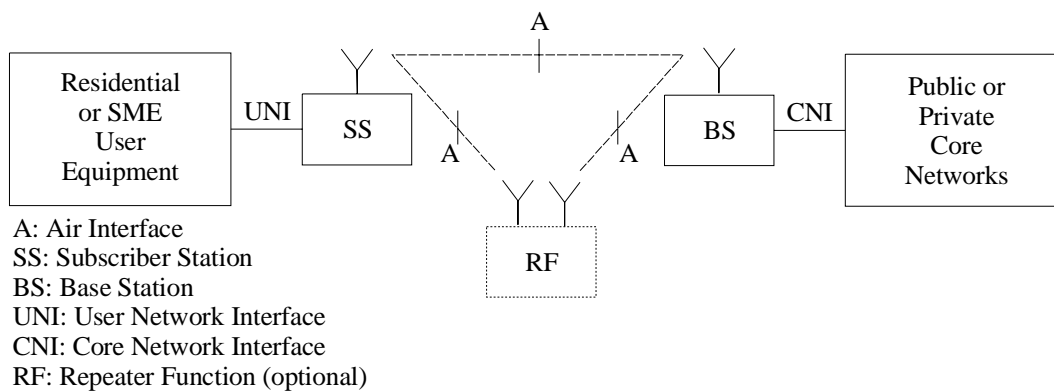 A
Residential
or SME
User
Equipment
UNI
SS
A
A
BS
CNI
Public or
Private
Core
Networks
RF
A: Air Interface
SS: Subscriber Station
BS: Base Station
UNI: User Network Interface
CNI: Core Network Interface
RF: Repeater Function (optional)